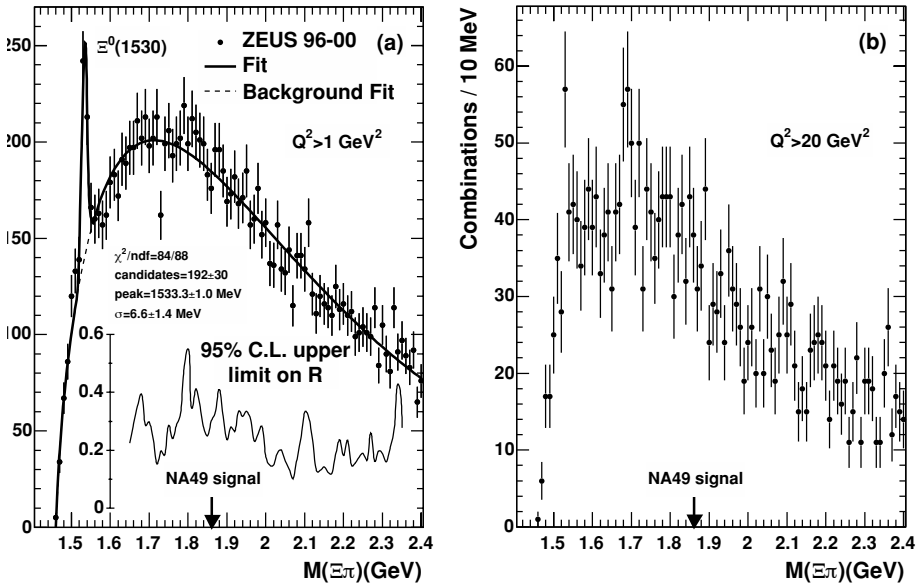 Ξ⁰(1530)
(a)
ZEUS 96-00
Fit
Background Fit
Q²>1 GeV²
χ²/ndf=84/88
candidates=192±30
peak=1533.3±1.0 MeV
σ=6.6±1.4 MeV
95% C.L. upper
limit on R
NA49 signal
250
200
150
100
50
0
0.6
0.4
0.2
0
1.5 1.6 1.7 1.8 1.9 2 2.1 2.2 2.3 2.4
M(Ξπ)(GeV)
Combinations / 10 MeV
(b)
Q²>20 GeV²
NA49 signal
60
50
40
30
20
10
0
1.5 1.6 1.7 1.8 1.9 2 2.1 2.2 2.3 2.4
M(Ξπ)(GeV)